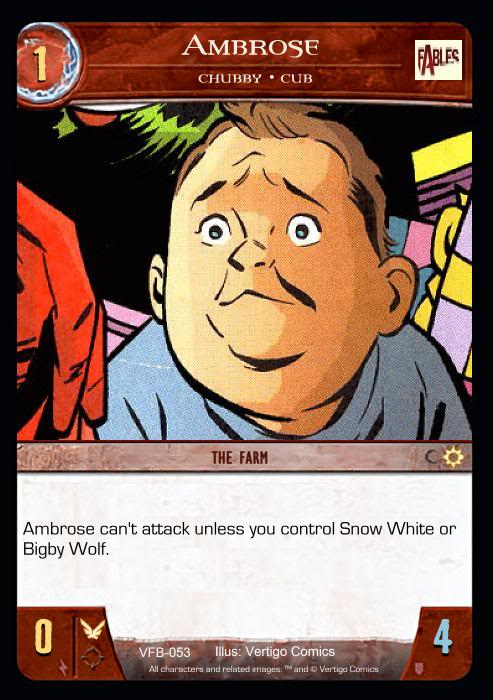 1
AMBROSE
FABLES
CHUBBY • CUB
THE FARM
Ambrose can't attack unless you control Snow White or
Bigby Wolf.
0
4
VFB-053 Illus: Vertigo Comics
All characters and related images: ™ and © Vertigo Comics